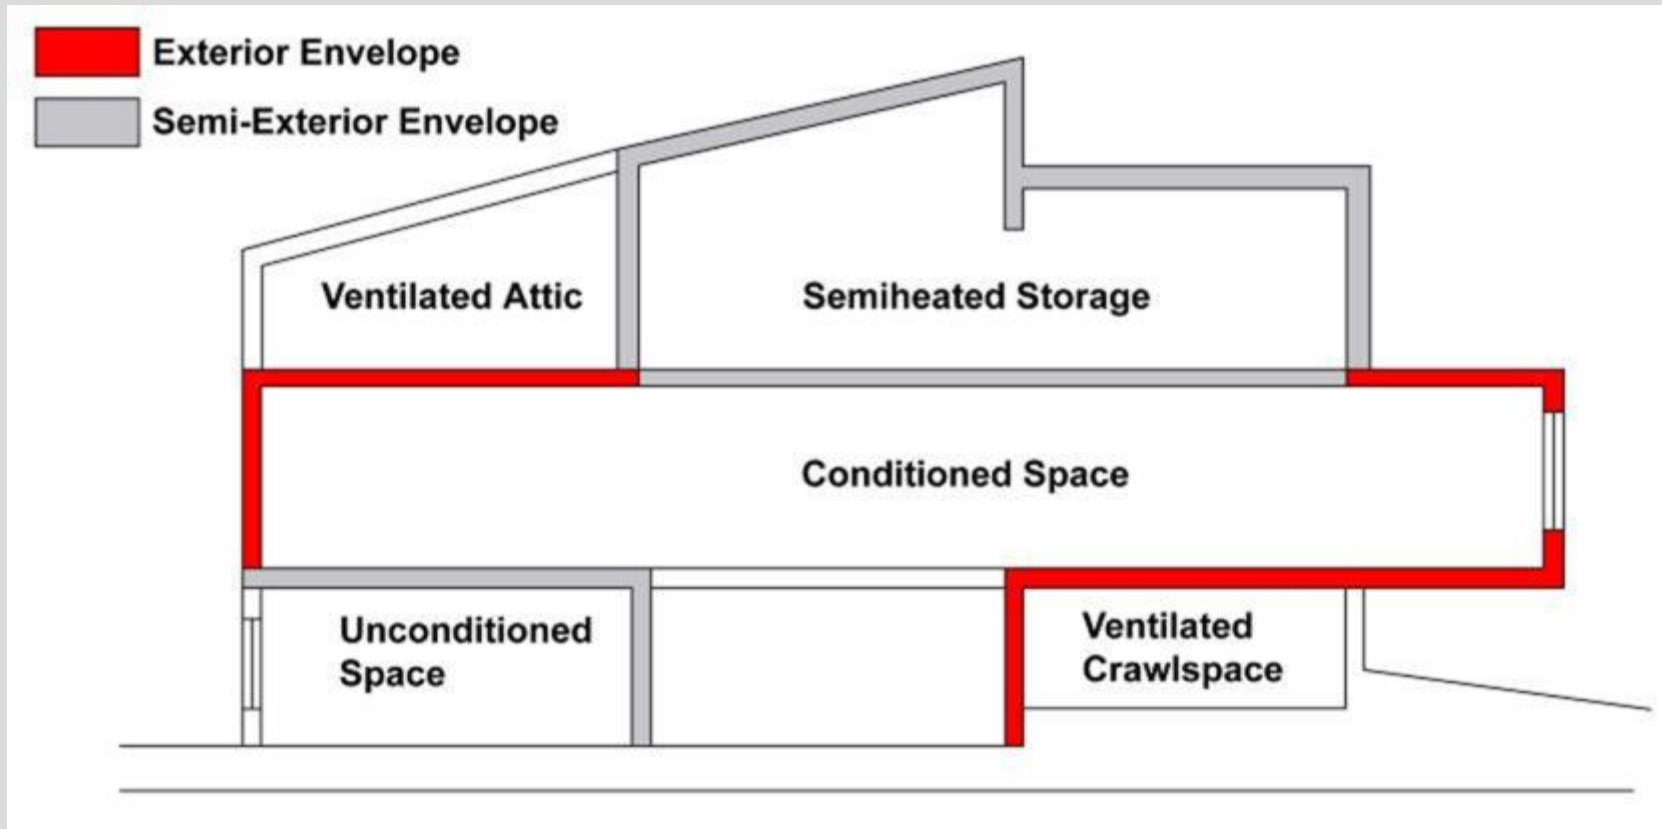 Exterior Envelope
Semi-Exterior Envelope
Ventilated Attic
Semiheated Storage
Conditioned Space
Unconditioned
Space
Ventilated
Crawlspace